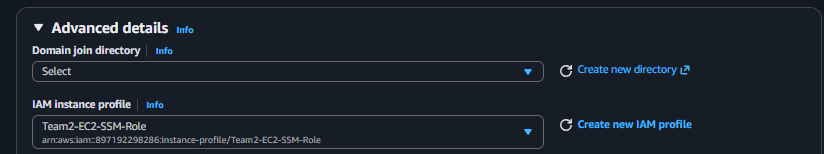 Advanced details Info
Domain join directory Info
Select
Create new directory
IAM instance profile Info
Team2-EC2-SSM-Role
arn:aws:iam::897192298286:instance-profile/Team2-EC2-SSM-Role
Create new IAM profile